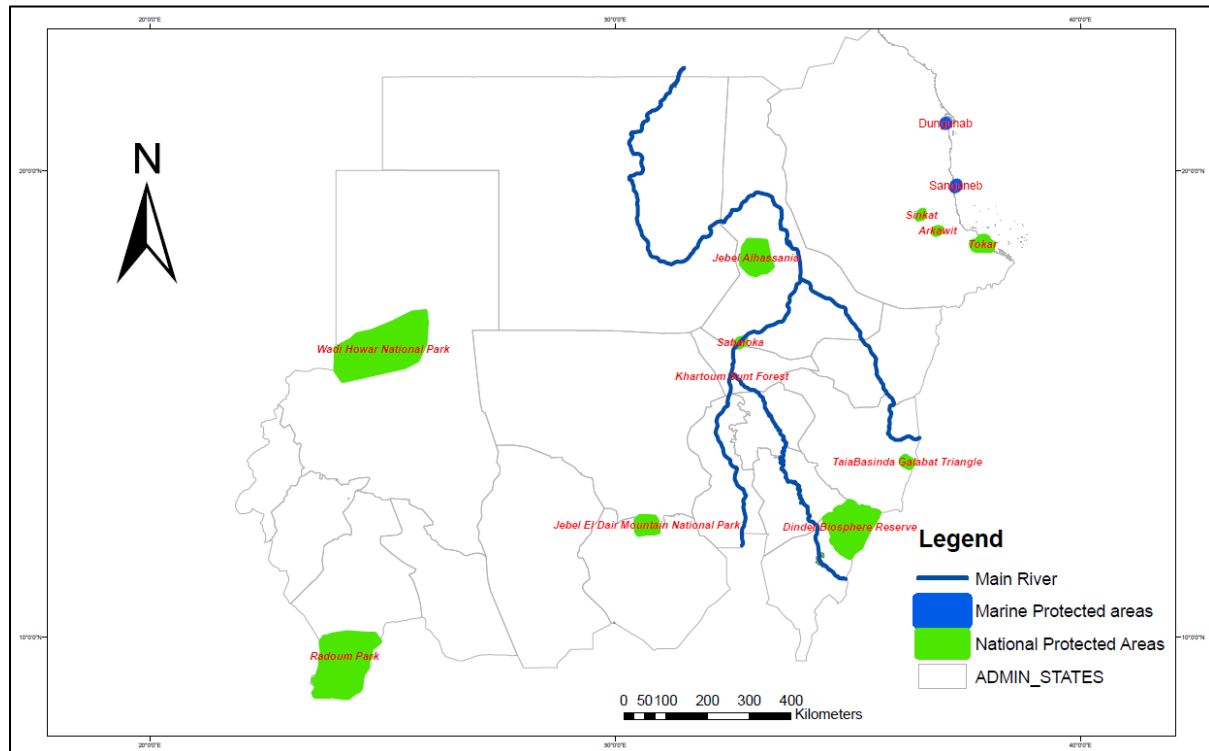 20°0'0"E 30°0'0"E 40°0'0"E
N
Dungunab
20°0'0"N 20°0'0"N
Sanganeb
Sinkat
Arkawit
Tokar
Jebel Alhassania
Sabaloka
Wadi Howar National Park
Khartoum Sunt Forest
TaiaBasinda Galabat Triangle
Jebel El Dair Mountain National Park
Dinder Biosphere Reserve
Legend
Main River
Marine Protected areas
10°0'0"N National Protected Areas 10°0'0"N
Radoum Park
ADMIN_STATES
0 50 100 200 300 400
Kilometers
20°0'0"E 30°0'0"E 40°0'0"E